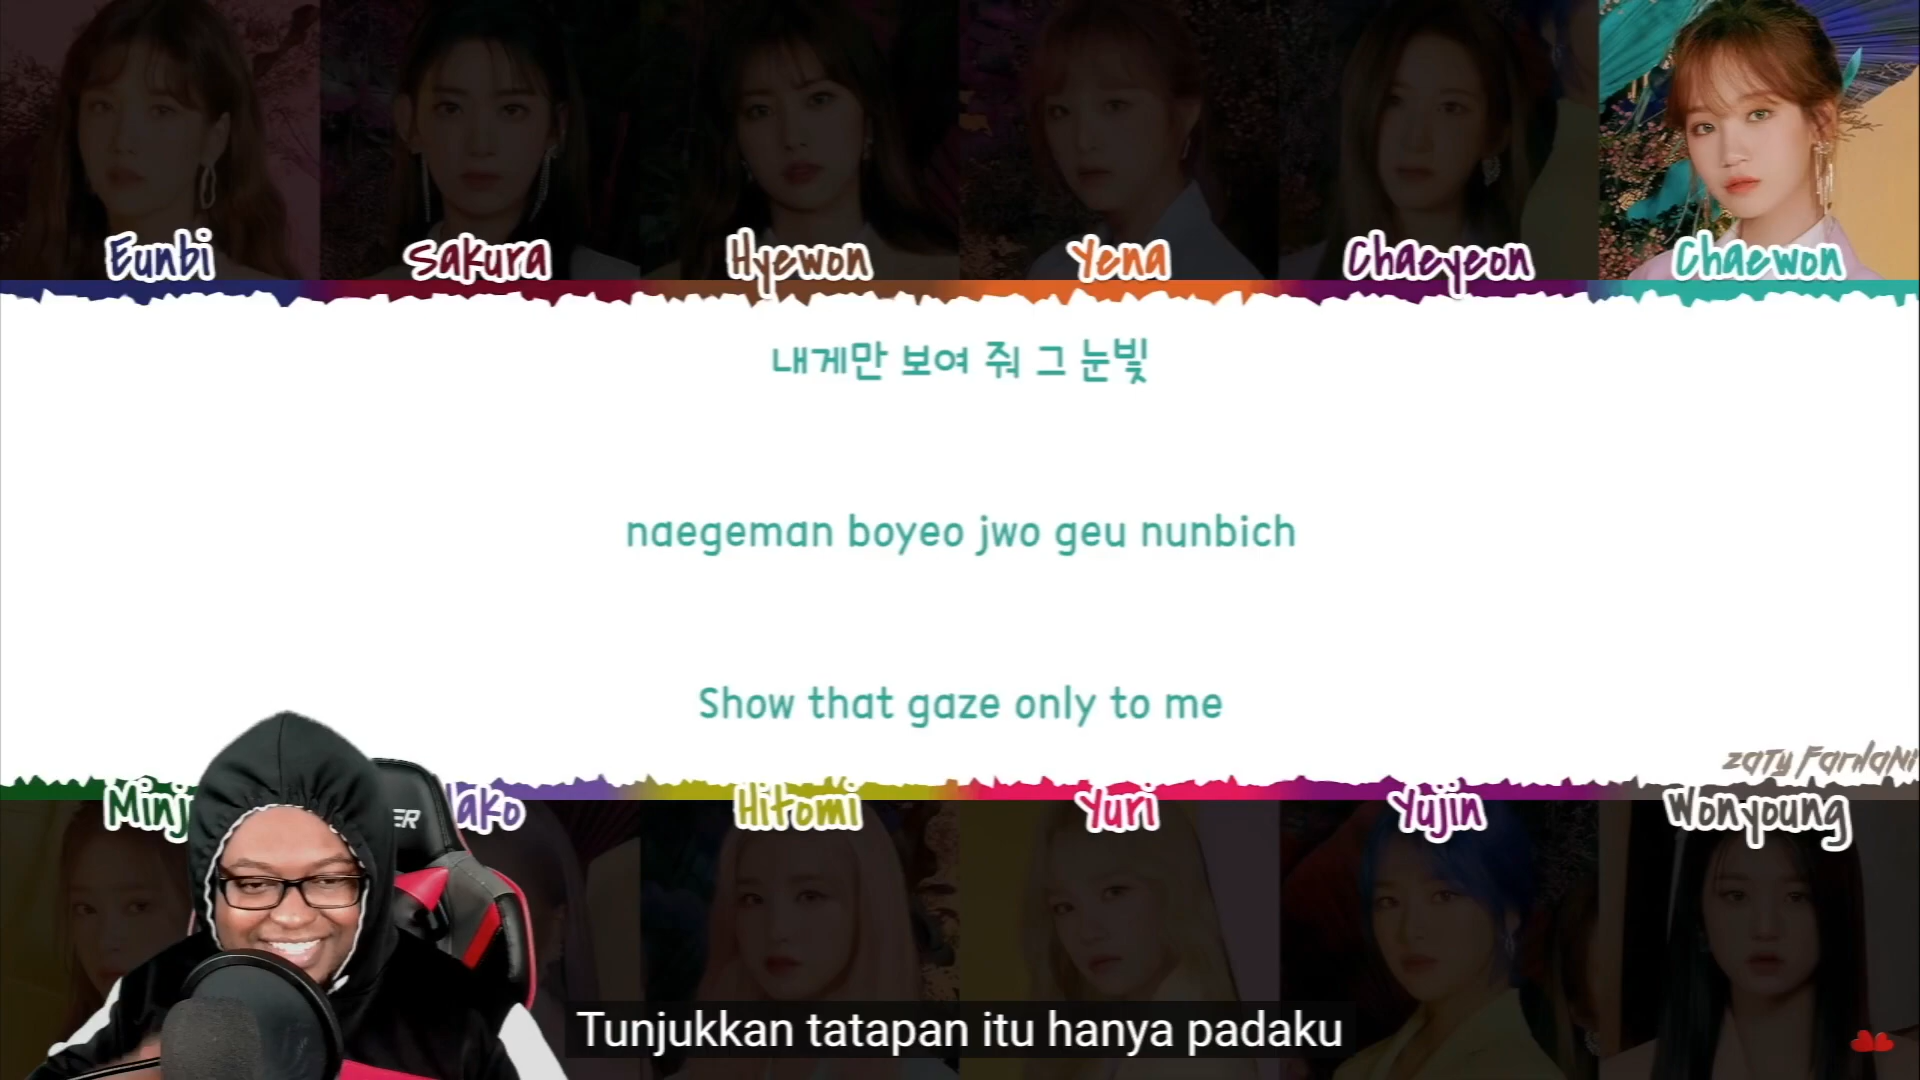 Eunbi
Sakura
Hyewon
Yena
Chaeyeon
Chaewon
내게만 보여 줘 그 눈빛
naegeman boyeo jwo geu nunbich
Show that gaze only to me
Zaty Farhani
Hitomi
Yuri
Yujin
Wonyoung
Tunjukkan tatapan itu hanya padaku